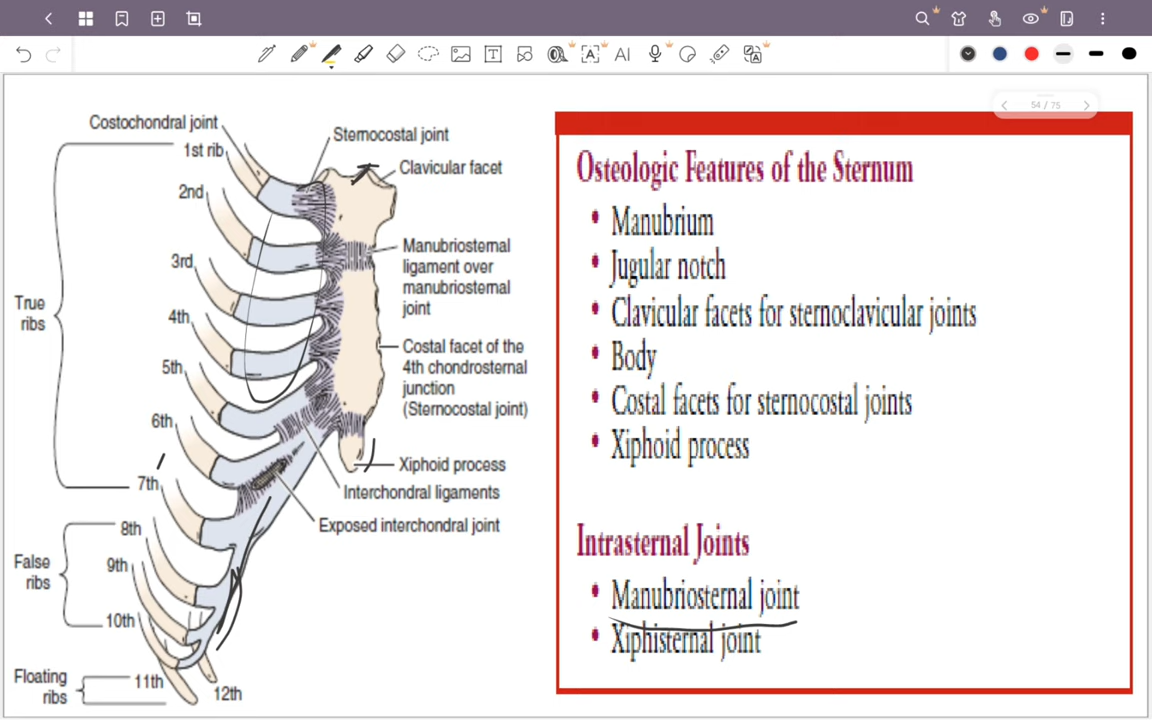 AI
54 / 75
Costochondral joint
1st rib
2nd
3rd
True
ribs
4th
5th
6th
7th
8th
False
ribs
9th
10th
Floating
ribs
11th
12th
Sternocostal joint
Clavicular facet
Manubriosternal
ligament over
manubriosternal
joint
Costal facet of the
4th chondrosternal
junction
(Sternocostal joint)
Xiphoid process
Interchondral ligaments
Exposed interchondral joint
Osteologic Features of the Sternum
• Manubrium
• Jugular notch
• Clavicular facets for sternoclavicular joints
• Body
• Costal facets for sternocostal joints
• Xiphoid process
Intrasternal Joints
• Manubriosternal joint
• Xiphisternal joint